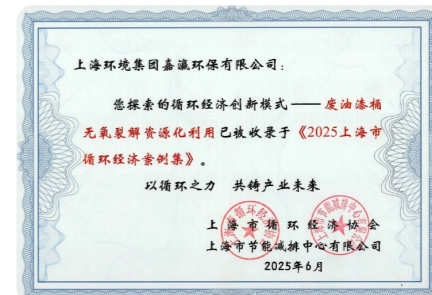 上海环境集团嘉瀛环保有限公司：
您探索的循环经济创新模式——废油漆桶
无氧裂解资源化利用已被收录于《2025上海市
循环经济案例集》。
以循环之力 共铸产业未来
上海市循环经济协会
上海市节能减排中心有限公司
2025年6月